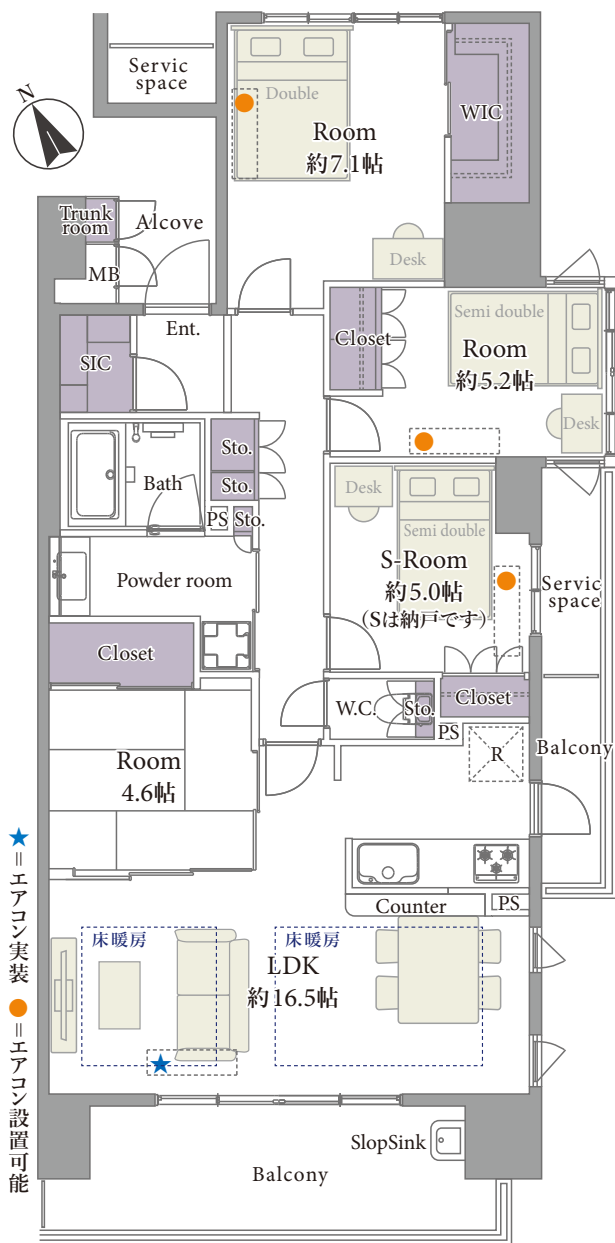 Servic
space
N
Double
Room
約7.1帖
WIC
Desk
Trunk
room
Alcove
MB
Ent.
SIC
Closet
Semi double
Room
約5.2帖
Desk
Sto.
Sto.
Bath
PS
Sto.
Desk
Semi double
S-Room
約5.0帖
(Sは納戸です)
Servic
space
Powder room
Closet
W.C.
Sto.
Closet
PS
R
Balcony
Room
4.6帖
Counter
PS
床暖房
床暖房
LDK
約16.5帖
★=エアコン実装 ●=エアコン設置可能
★
SlopSink
Balcony